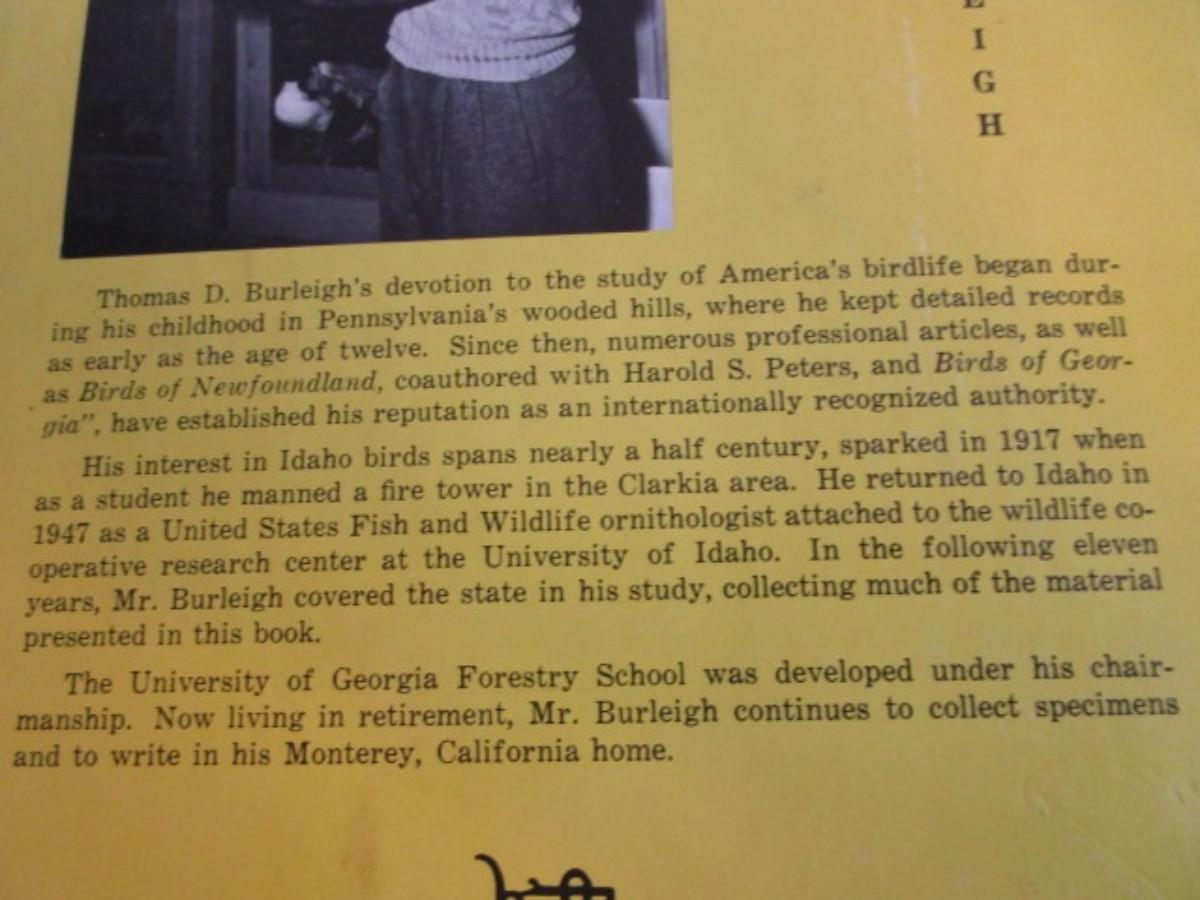 E
I
G
H
Thomas D. Burleigh's devotion to the study of America's birdlife began dur-
ing his childhood in Pennsylvania's wooded hills, where he kept detailed records
as early as the age of twelve. Since then, numerous professional articles, as well
as Birds of Newfoundland, coauthored with Harold S. Peters, and Birds of Geor-
gia", have established his reputation as an internationally recognized authority.
His interest in Idaho birds spans nearly a half century, sparked in 1917 when
as a student he manned a fire tower in the Clarkia area. He returned to Idaho in
1947 as a United States Fish and Wildlife ornithologist attached to the wildlife co-
operative research center at the University of Idaho. In the following eleven
years, Mr. Burleigh covered the state in his study, collecting much of the material
presented in this book.
The University of Georgia Forestry School was developed under his chair-
manship. Now living in retirement, Mr. Burleigh continues to collect specimens
and to write in his Monterey, California home.